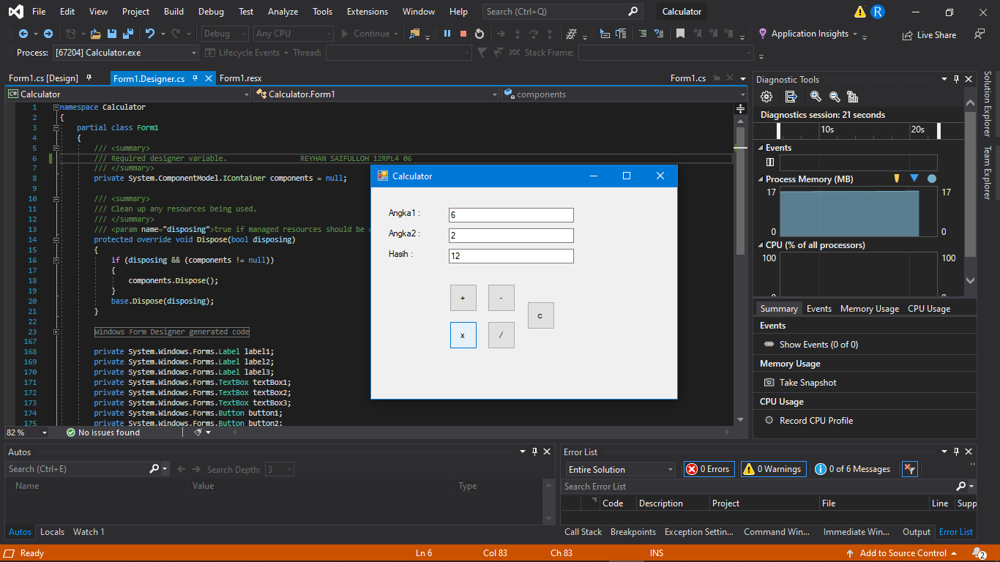 File Edit View Project Build Debug Test Analyze Tools Extensions Window Help Search (Ctrl+Q) Calculator R
Debug Any CPU Continue Application Insights Live Share
Process: [67204] Calculator.exe Lifecycle Events Thread: Stack Frame:
Form1.cs [Design] Form1.Designer.cs Form1.resx Form1.cs
C# Calculator Calculator.Form1 components
1 namespace Calculator
2 {
3 partial class Form1
4 {
5 /// <summary>
6 /// Required designer variable. REYHAN SAIFULLOH 12RPL4 06
7 /// </summary>
8 private System.ComponentModel.IContainer components = null;
9
10 /// <summary>
11 /// Clean up any resources being used.
12 /// </summary>
13 /// <param name="disposing">true if managed resources should be
14 protected override void Dispose(bool disposing)
15 {
16 if (disposing && (components != null))
17 {
18 components.Dispose();
19 }
20 base.Dispose(disposing);
21 }
22
23 Windows Form Designer generated code
167
168 private System.Windows.Forms.Label label1;
169 private System.Windows.Forms.Label label2;
170 private System.Windows.Forms.Label label3;
171 private System.Windows.Forms.TextBox textBox1;
172 private System.Windows.Forms.TextBox textBox2;
173 private System.Windows.Forms.TextBox textBox3;
174 private System.Windows.Forms.Button button1;
175 private System.Windows.Forms.Button button2;
82 % No issues found
Calculator
Angka1 : 6
Angka2 : 2
Hasih : 12
+ -
c
x /
Diagnostic Tools
Diagnostics session: 21 seconds
10s 20s
Events
Process Memory (MB)
17 17
0 0
CPU (% of all processors)
100 100
0 0
Summary Events Memory Usage CPU Usage
Events
Show Events (0 of 0)
Memory Usage
Take Snapshot
CPU Usage
Record CPU Profile
Solution Explorer
Team Explorer
Autos
Search (Ctrl+E) Search Depth: 3
Name Value Type
Autos Locals Watch 1
Error List
Entire Solution 0 Errors 0 Warnings 0 of 6 Messages
Search Error List
Code Description Project File Line Supp
Call Stack Breakpoints Exception Settin... Command Win... Immediate Win... Output Error List
Ready Ln 6 Col 83 Ch 83 INS Add to Source Control 2